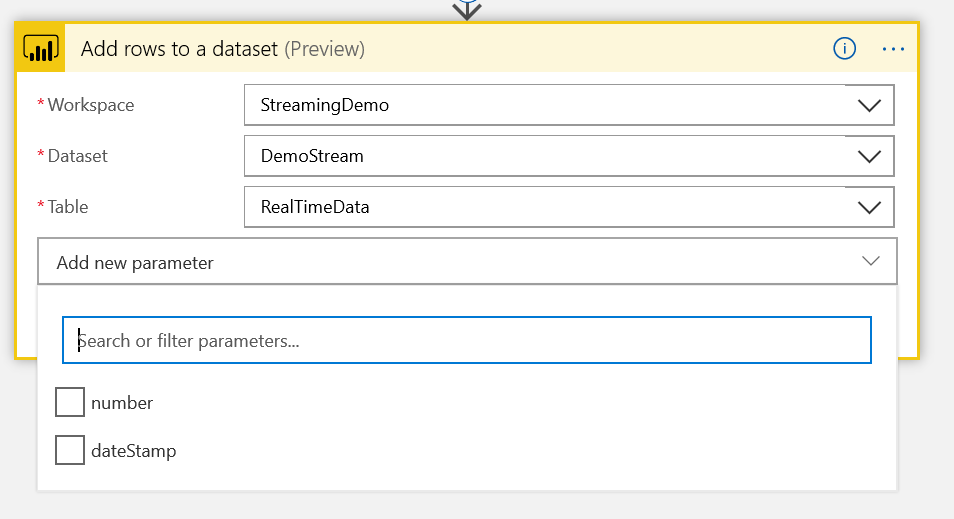 Add rows to a dataset (Preview)
* Workspace StreamingDemo
* Dataset DemoStream
* Table RealTimeData
Add new parameter
Search or filter parameters...
number
dateStamp